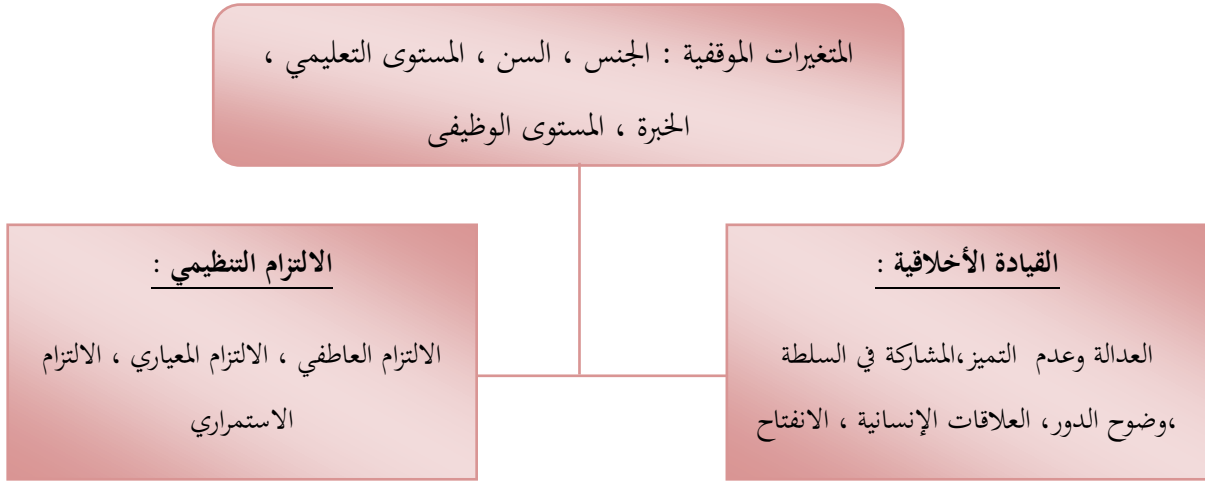 المتغيرات الموقفية : الجنس ، السن ، المستوى التعليمي ،
الخبرة ، المستوى الوظيفى
القيادة الأخلاقية :
العدالة وعدم التميز،المشاركة في السلطة
،وضوح الدور، العلاقات الإنسانية ، الانفتاح
الالتزام التنظيمي :
الالتزام العاطفي ، الالتزام المعياري ، الالتزام
الاستمراري